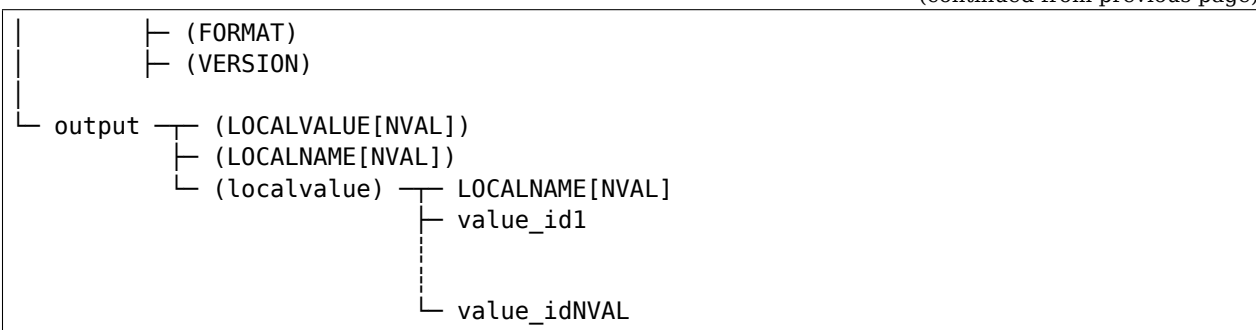 (continued from previous page)
│ ├─ (FORMAT)
│ ├─ (VERSION)
│
└─ output ─┬─ (LOCALVALUE[NVAL])
├─ (LOCALNAME[NVAL])
└─ (localvalue) ─┬─ LOCALNAME[NVAL]
├─ value_id1
└─ value_idNVAL